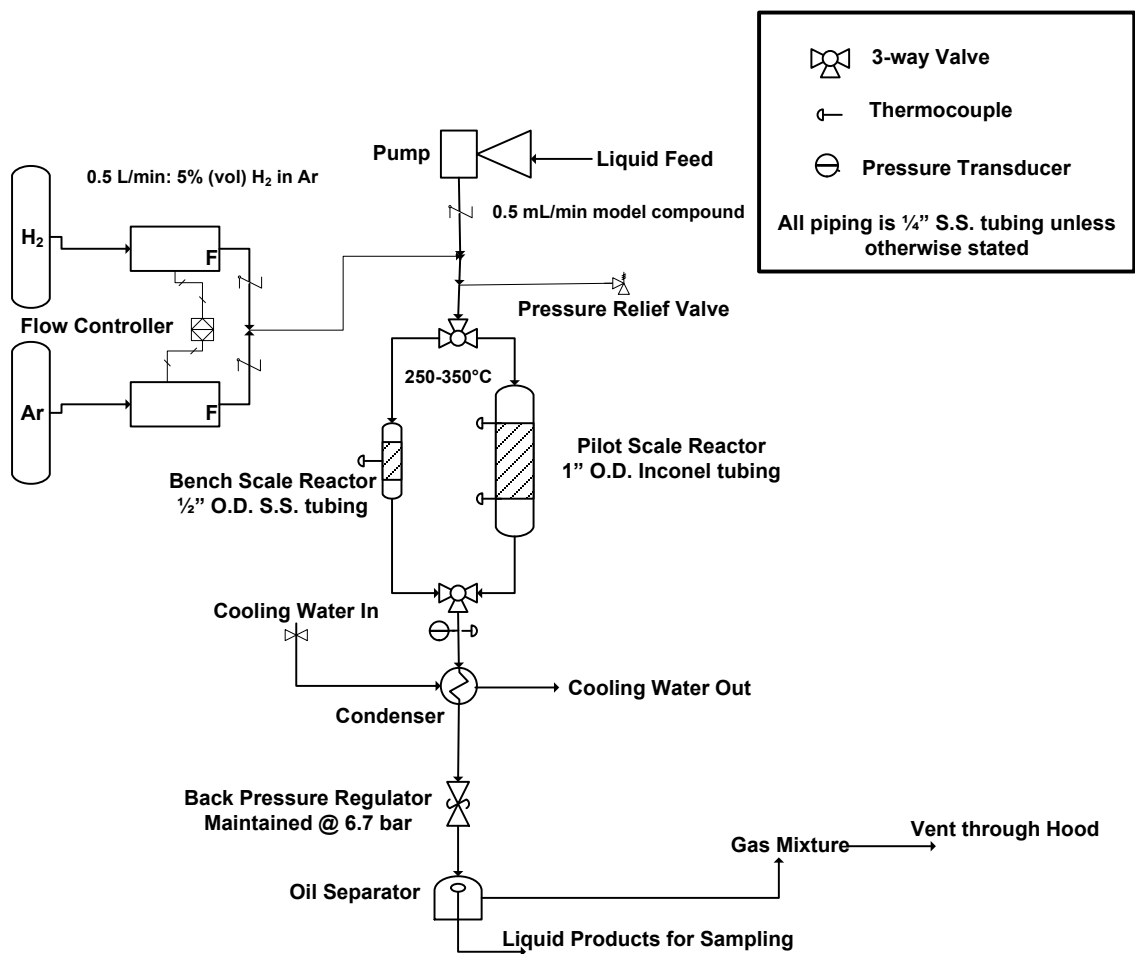 3-way Valve
Thermocouple
Pressure Transducer
All piping is ¼” S.S. tubing unless
otherwise stated
Pump
Liquid Feed
0.5 L/min: 5% (vol) H₂ in Ar
0.5 mL/min model compound
H₂
F
Flow Controller
Pressure Relief Valve
Ar
F
250-350°C
Pilot Scale Reactor
1” O.D. Inconel tubing
Bench Scale Reactor
½” O.D. S.S. tubing
Cooling Water In
Cooling Water Out
Condenser
Back Pressure Regulator
Maintained @ 6.7 bar
Vent through Hood
Gas Mixture
Oil Separator
Liquid Products for Sampling